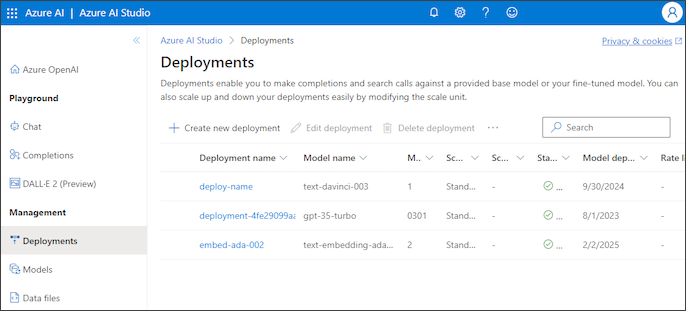 Azure AI | Azure AI Studio
Azure AI Studio > Deployments
Privacy & cookies
Azure OpenAI
Playground
Chat
Completions
DALL-E 2 (Preview)
Management
Deployments
Models
Data files
Deployments
Deployments enable you to make completions and search calls against a provided base model or your fine-tuned model. You can
also scale up and down your deployments easily by modifying the scale unit.
+ Create new deployment Edit deployment Delete deployment ... Search
Deployment name Model name M... Sc... Sc... Sta... Model dep... Rate li
deploy-name text-davinci-003 1 Stand... - ... 9/30/2024 -
deployment-4fe29099aa gpt-35-turbo 0301 Stand... - ... 8/1/2023 -
embed-ada-002 text-embedding-ada... 2 Stand... - ... 2/2/2025 -